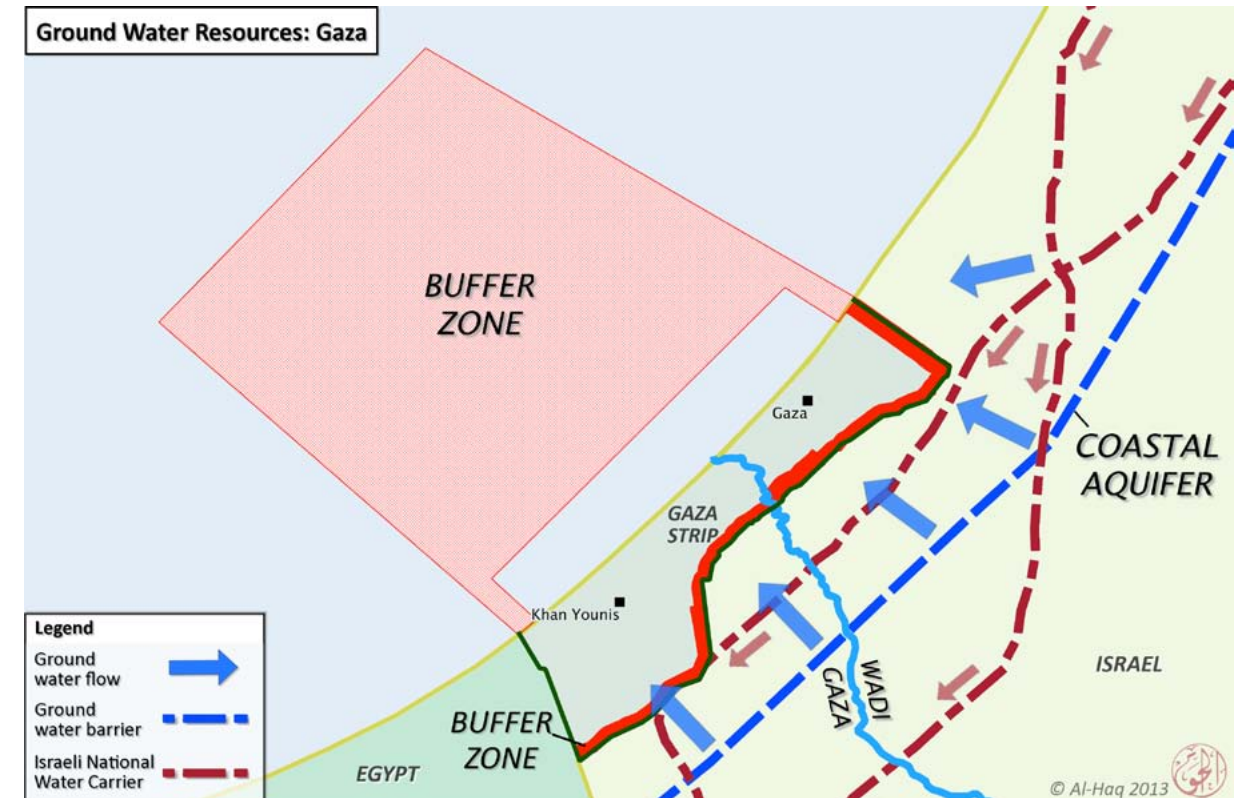 Ground Water Resources: Gaza
BUFFER
ZONE
Gaza
COASTAL
AQUIFER
GAZA
STRIP
Khan Younis
WADI
GAZA
ISRAEL
BUFFER
ZONE
EGYPT
Legend
Ground
water flow
Ground
water barrier
Israeli National
Water Carrier
© Al-Haq 2013
الحق